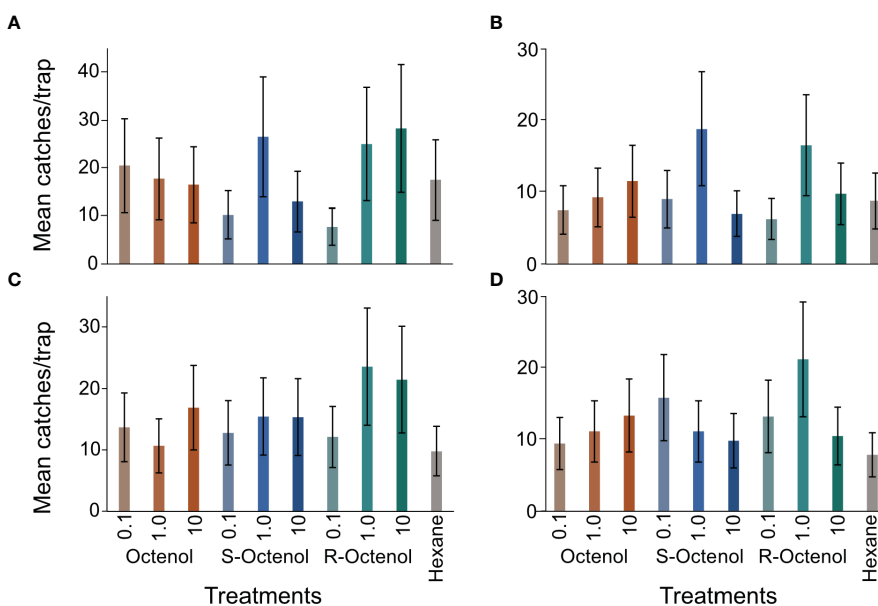 A
Mean catches/trap
40
30
20
10
0
B
30
20
10
0
C
Mean catches/trap
30
20
10
0
0.1 1.0 10 0.1 1.0 10 0.1 1.0 10 Hexane
Octenol S-Octenol R-Octenol
Treatments
D
30
20
10
0
0.1 1.0 10 0.1 1.0 10 0.1 1.0 10 Hexane
Octenol S-Octenol R-Octenol
Treatments